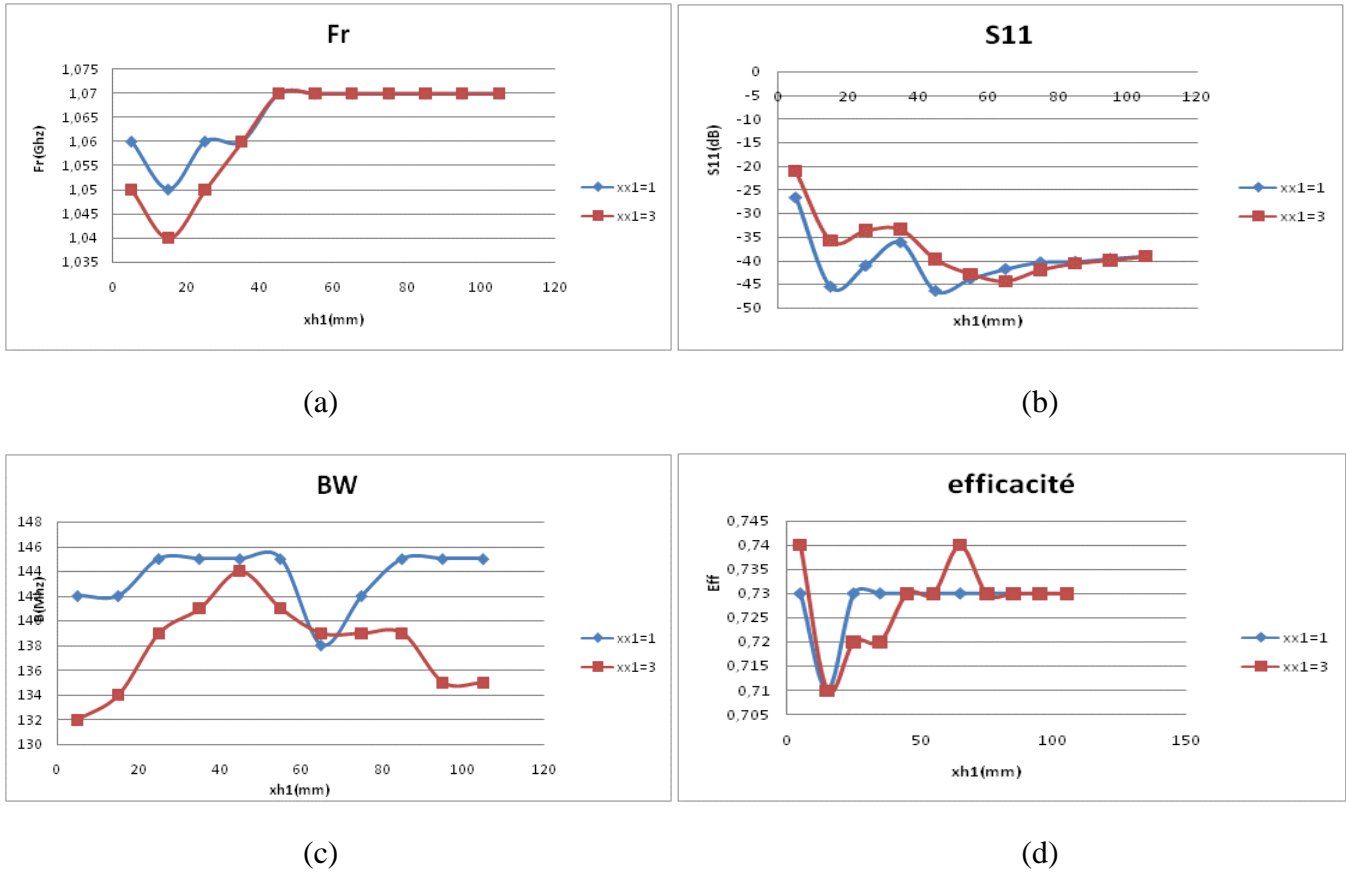 Fr
1,075
1,07
1,065
1,06
1,055
1,05
1,045
1,04
1,035
Fr(Ghz)
0 20 40 60 80 100 120
xh1(mm)
xx1=1
xx1=3
(a)
S11
0
-5
-10
-15
-20
-25
-30
-35
-40
-45
-50
S11(dB)
0 20 40 60 80 100 120
xh1(mm)
xx1=1
xx1=3
(b)
BW
148
146
144
142
140
138
136
134
132
130
B(Mhz)
0 20 40 60 80 100 120
xh1(mm)
xx1=1
xx1=3
(c)
efficacité
0,745
0,74
0,735
0,73
0,725
0,72
0,715
0,71
0,705
Eff
0 50 100 150
xh1(mm)
xx1=1
xx1=3
(d)